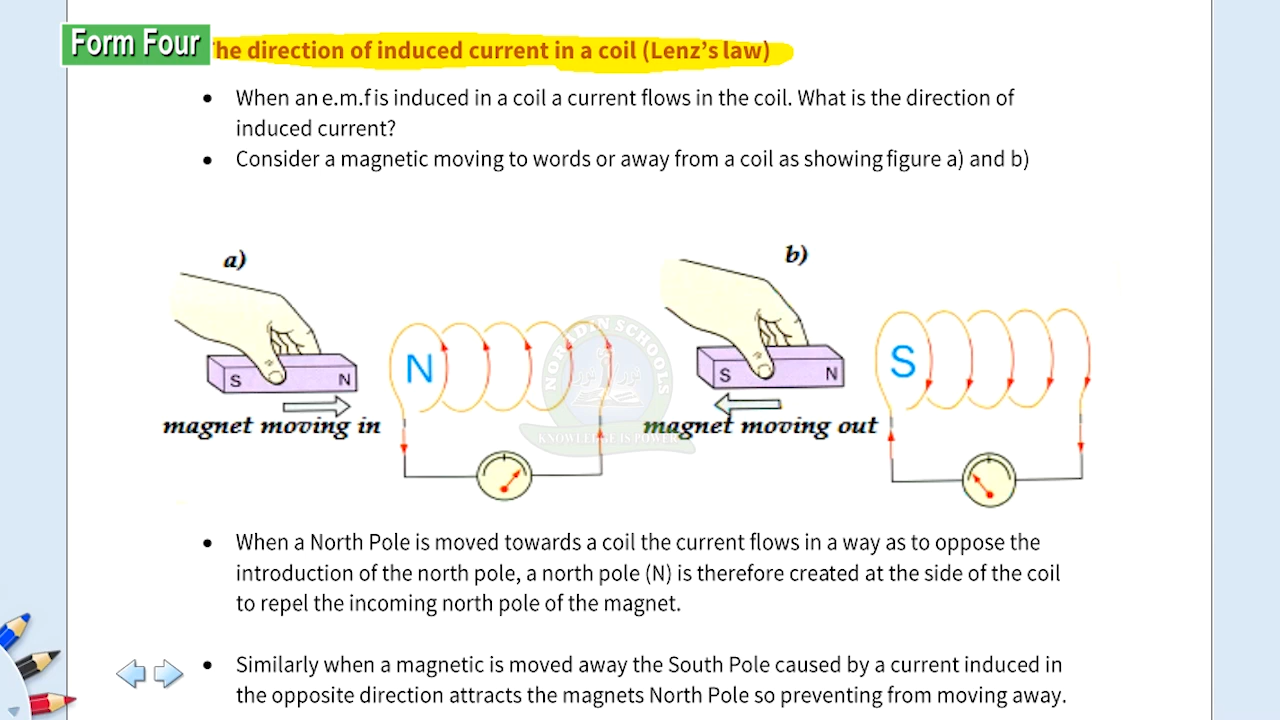 Form Four
he direction of induced current in a coil (Lenz's law)
• When an e.m.f is induced in a coil a current flows in the coil. What is the direction of
induced current?
• Consider a magnetic moving to words or away from a coil as showing figure a) and b)
a)
b)
N
S
S N
S N
magnet moving in
magnet moving out
NORADIN SCHOOLS
KNOWLEDGE IS POWER
• When a North Pole is moved towards a coil the current flows in a way as to oppose the
introduction of the north pole, a north pole (N) is therefore created at the side of the coil
to repel the incoming north pole of the magnet.
• Similarly when a magnetic is moved away the South Pole caused by a current induced in
the opposite direction attracts the magnets North Pole so preventing from moving away.